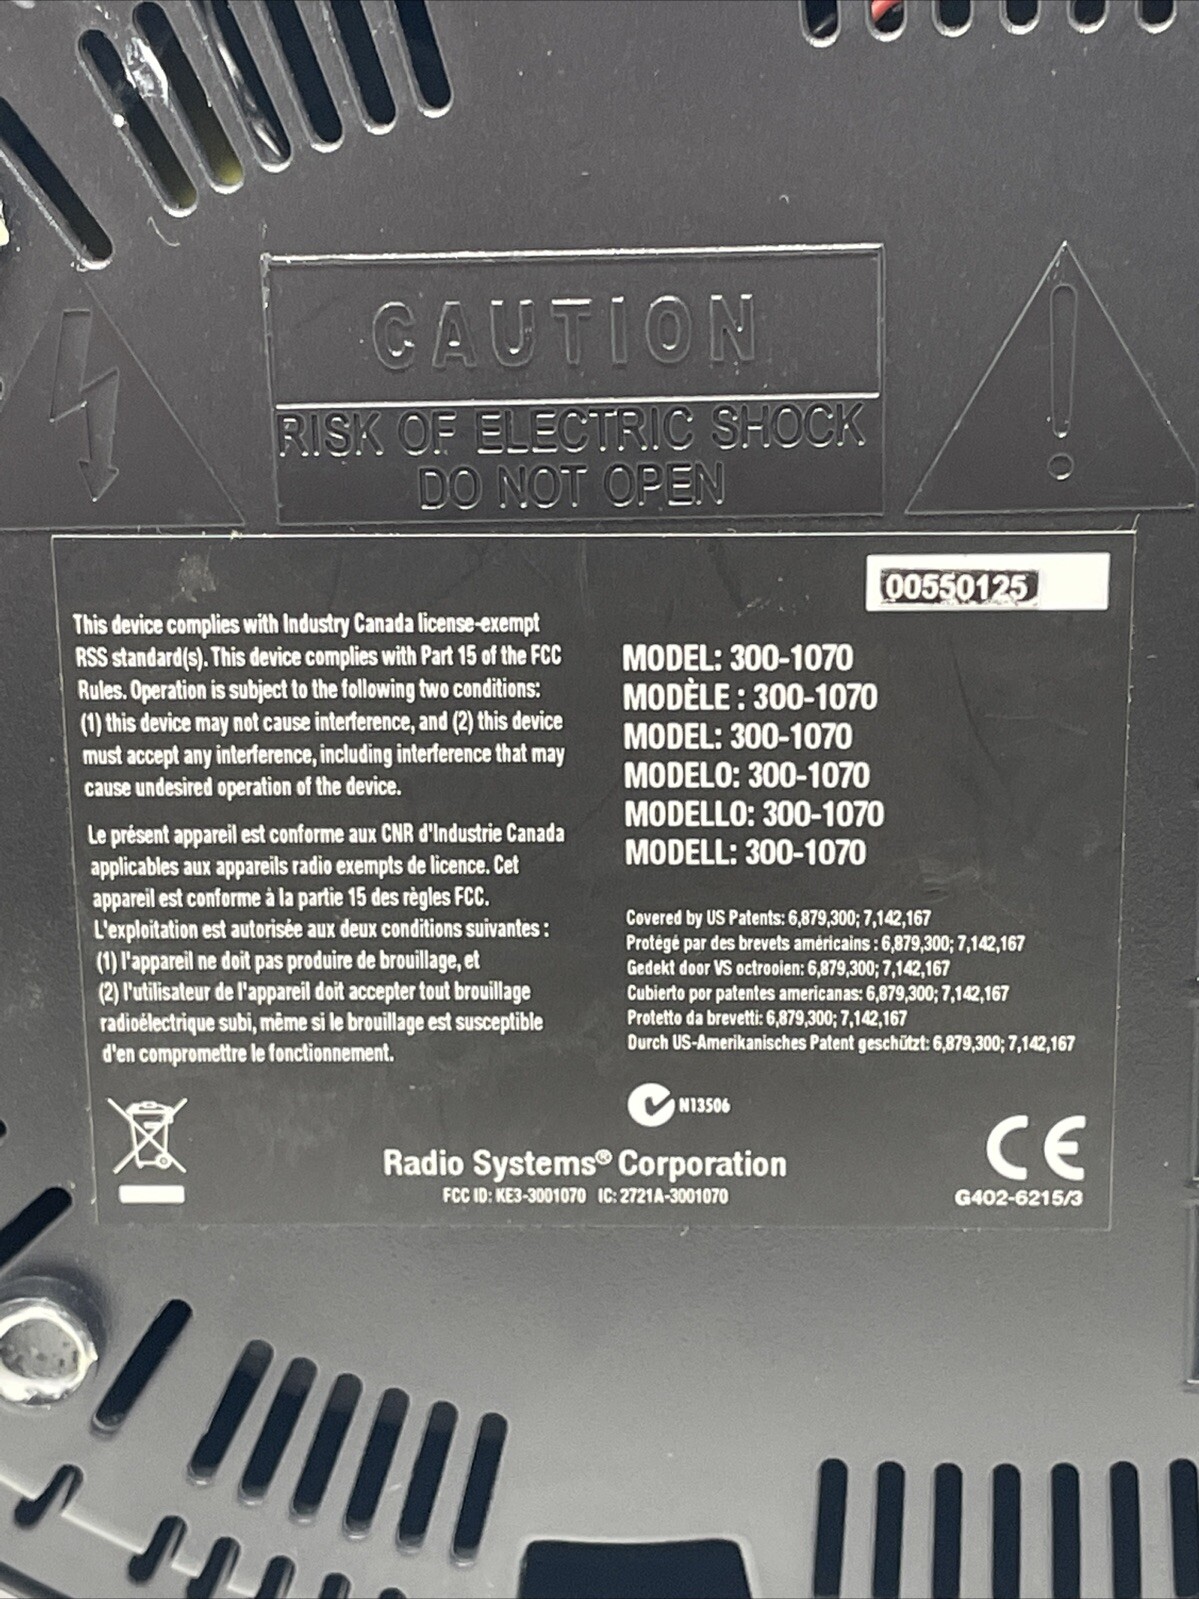 CAUTION
RISK OF ELECTRIC SHOCK
DO NOT OPEN
00550125
This device complies with Industry Canada license-exempt
RSS standard(s). This device complies with Part 15 of the FCC
Rules. Operation is subject to the following two conditions:
(1) this device may not cause interference, and (2) this device
must accept any interference, including interference that may
cause undesired operation of the device.
Le présent appareil est conforme aux CNR d'Industrie Canada
applicables aux appareils radio exempts de licence. Cet
appareil est conforme à la partie 15 des règles FCC.
L'exploitation est autorisée aux deux conditions suivantes :
(1) l'appareil ne doit pas produire de brouillage, et
(2) l'utilisateur de l'appareil doit accepter tout brouillage
radioélectrique subi, même si le brouillage est susceptible
d'en compromettre le fonctionnement.
MODEL: 300-1070
MODÈLE : 300-1070
MODEL: 300-1070
MODELO: 300-1070
MODELLO: 300-1070
MODELL: 300-1070
Covered by US Patents: 6,879,300; 7,142,167
Protégé par des brevets américains : 6,879,300; 7,142,167
Gedekt door VS octrooien: 6,879,300; 7,142,167
Cubierto por patentes americanas: 6,879,300; 7,142,167
Protetto da brevetti: 6,879,300; 7,142,167
Durch US-Amerikanisches Patent geschützt: 6,879,300; 7,142,167
N13506
Radio Systems® Corporation
FCC ID: KE3-3001070 IC: 2721A-3001070
CE
G402-6215/3